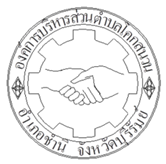 องค์การบริหารส่วนตำบลโคกสนวน
อำเภอชำนิ จังหวัดบุรีรัมย์